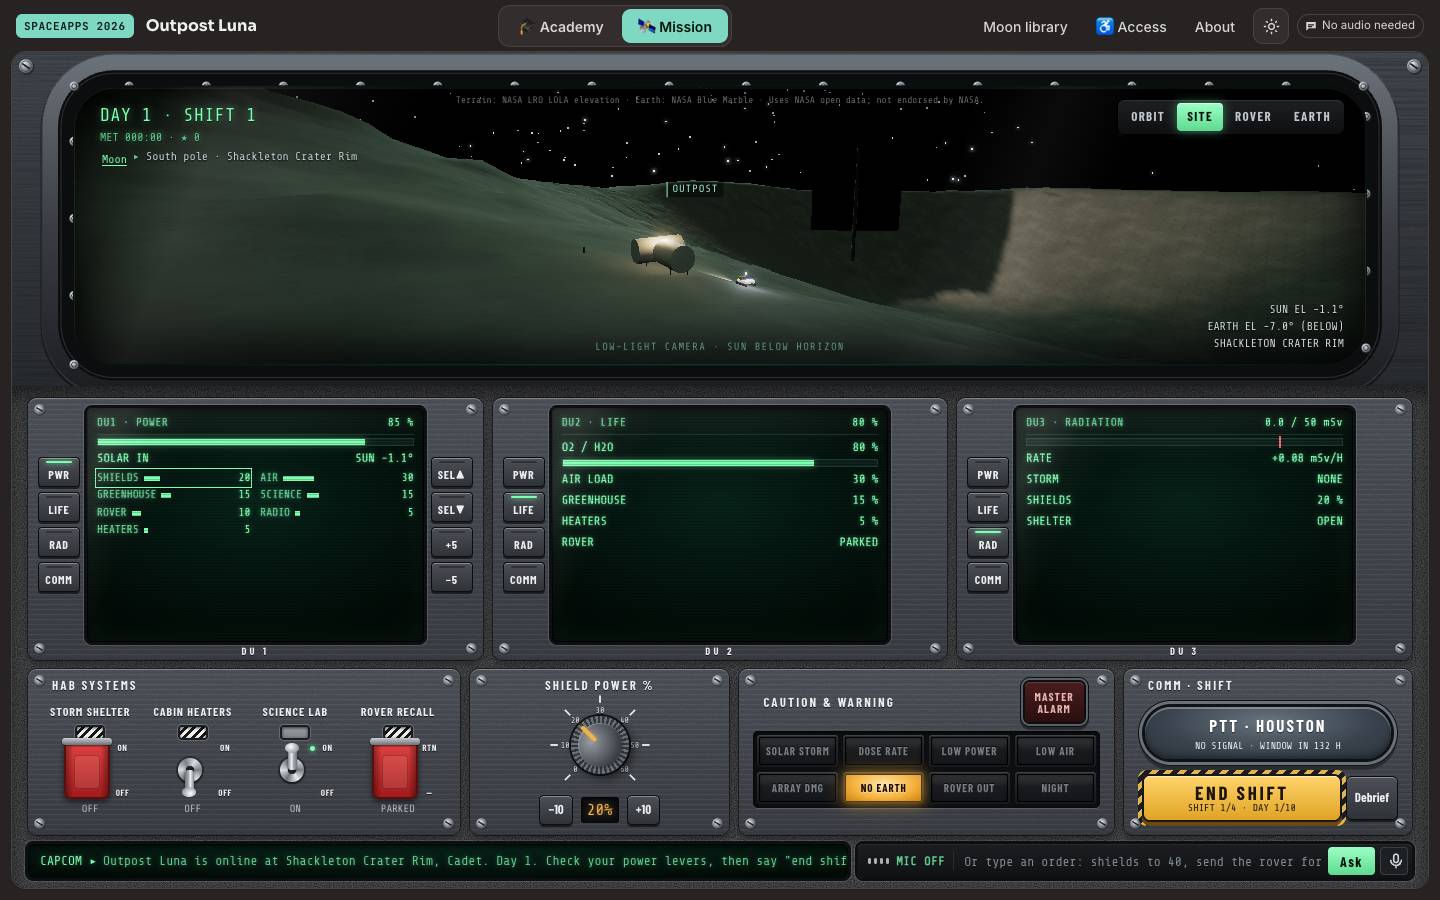 SPACEAPPS 2026 Outpost Luna
Academy Mission
Moon library Access About No audio needed
DAY 1 · SHIFT 1
MET 000:00 · ★ 0
Moon ▸ South pole · Shackleton Crater Rim
Terrain: NASA LRO LOLA elevation · Earth: NASA Blue Marble · Uses NASA open data; not endorsed by NASA.
ORBIT SITE ROVER EARTH
OUTPOST
SUN EL −1.1°
EARTH EL −7.0° (BELOW)
SHACKLETON CRATER RIM
LOW-LIGHT CAMERA · SUN BELOW HORIZON
PWR
LIFE
RAD
COMM
DU1 · POWER 85 %
SOLAR IN SUN −1.1°
SHIELDS 20 AIR 30
GREENHOUSE 15 SCIENCE 15
ROVER 10 RADIO 5
HEATERS 5
SEL▲
SEL▼
+5
−5
DU 1
PWR
LIFE
RAD
COMM
DU2 · LIFE 80 %
O2 / H2O 80 %
AIR LOAD 30 %
GREENHOUSE 15 %
HEATERS 5 %
ROVER PARKED
DU 2
PWR
LIFE
RAD
COMM
DU3 · RADIATION 0.0 / 50 mSv
RATE +0.08 mSv/H
STORM NONE
SHIELDS 20 %
SHELTER OPEN
DU 3
HAB SYSTEMS
STORM SHELTER CABIN HEATERS SCIENCE LAB ROVER RECALL
ON ON ON RTN
OFF OFF OFF —
OFF OFF ON PARKED
SHIELD POWER %
0 10 20 30 40 50 60
−10 20% +10
CAUTION & WARNING
MASTER
ALARM
SOLAR STORM DOSE RATE LOW POWER LOW AIR
ARRAY DMG NO EARTH ROVER OUT NIGHT
COMM · SHIFT
PTT · HOUSTON
NO SIGNAL · WINDOW IN 132 H
END SHIFT
SHIFT 1/4 · DAY 1/10
Debrief
CAPCOM ▸ Outpost Luna is online at Shackleton Crater Rim, Cadet. Day 1. Check your power levers, then say "end shif
MIC OFF Or type an order: shields to 40, send the rover for Ask